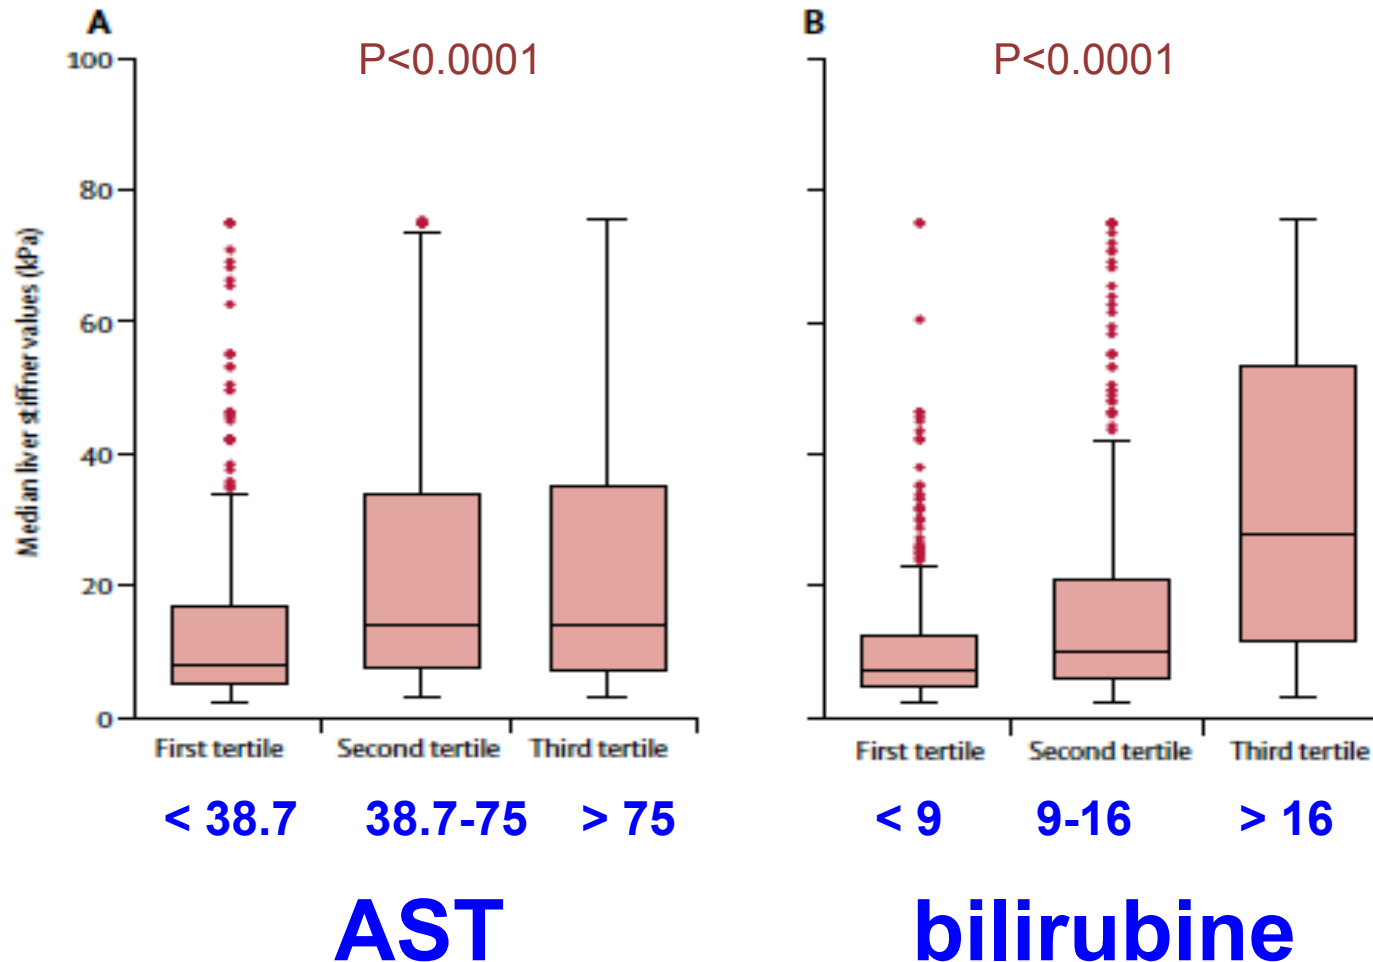 A
B
P<0.0001
P<0.0001
Median liver stiffner values (kPa)
100
80
60
40
20
0
First tertile
Second tertile
Third tertile
First tertile
Second tertile
Third tertile
< 38.7
38.7-75
> 75
< 9
9-16
> 16
AST
bilirubine